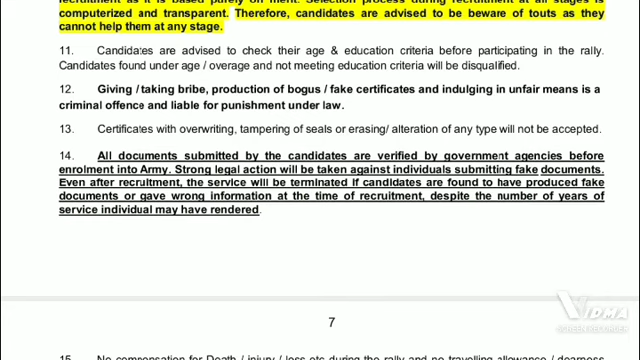 recruitment as it is based purely on merit. Selection process during recruitment at all stages is
computerized and transparent. Therefore, candidates are advised to be beware of touts as they
cannot help them at any stage.
11. Candidates are advised to check their age & education criteria before participating in the rally.
Candidates found under age / overage and not meeting education criteria will be disqualified.
12. Giving / taking bribe, production of bogus / fake certificates and indulging in unfair means is a
criminal offence and liable for punishment under law.
13. Certificates with overwriting, tampering of seals or erasing/ alteration of any type will not be accepted.
14. All documents submitted by the candidates are verified by government agencies before
enrolment into Army. Strong legal action will be taken against individuals submitting fake documents.
Even after recruitment, the service will be terminated if candidates are found to have produced fake
documents or gave wrong information at the time of recruitment, despite the number of years of
service individual may have rendered.
7
VIDMA
SCREEN RECORDER
15. No compensation for Death / injury / loss etc during the rally and no travelling allowance / dearness